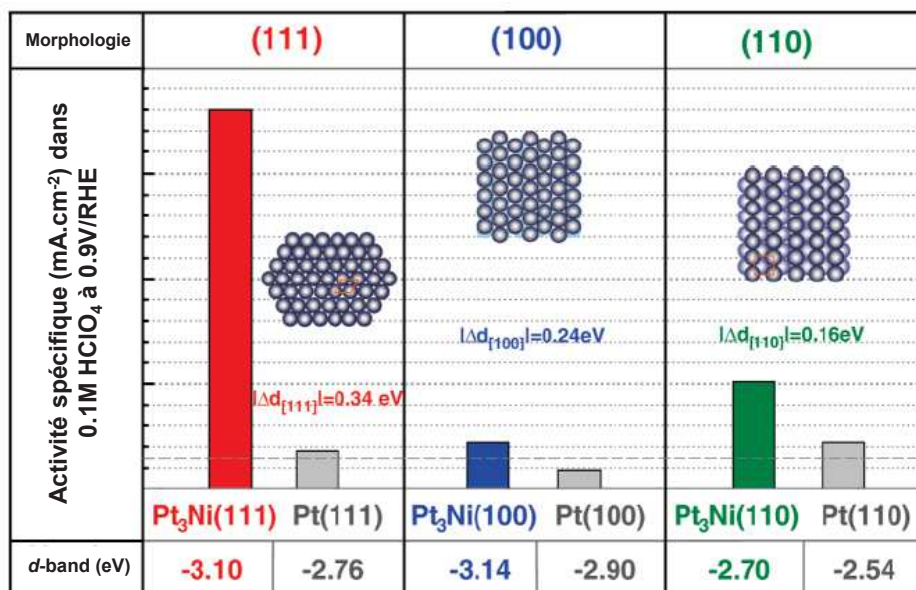 Morphologie
(111)
(100)
(110)
Activité spécifique (mA.cm⁻²) dans
0.1M HClO₄ à 0.9V/RHE
|Δd[111]|=0.34 eV
|Δd[100]|=0.24eV
|Δd[110]|=0.16eV
Pt₃Ni(111) Pt(111) Pt₃Ni(100) Pt(100) Pt₃Ni(110) Pt(110)
d-band (eV) -3.10 -2.76 -3.14 -2.90 -2.70 -2.54